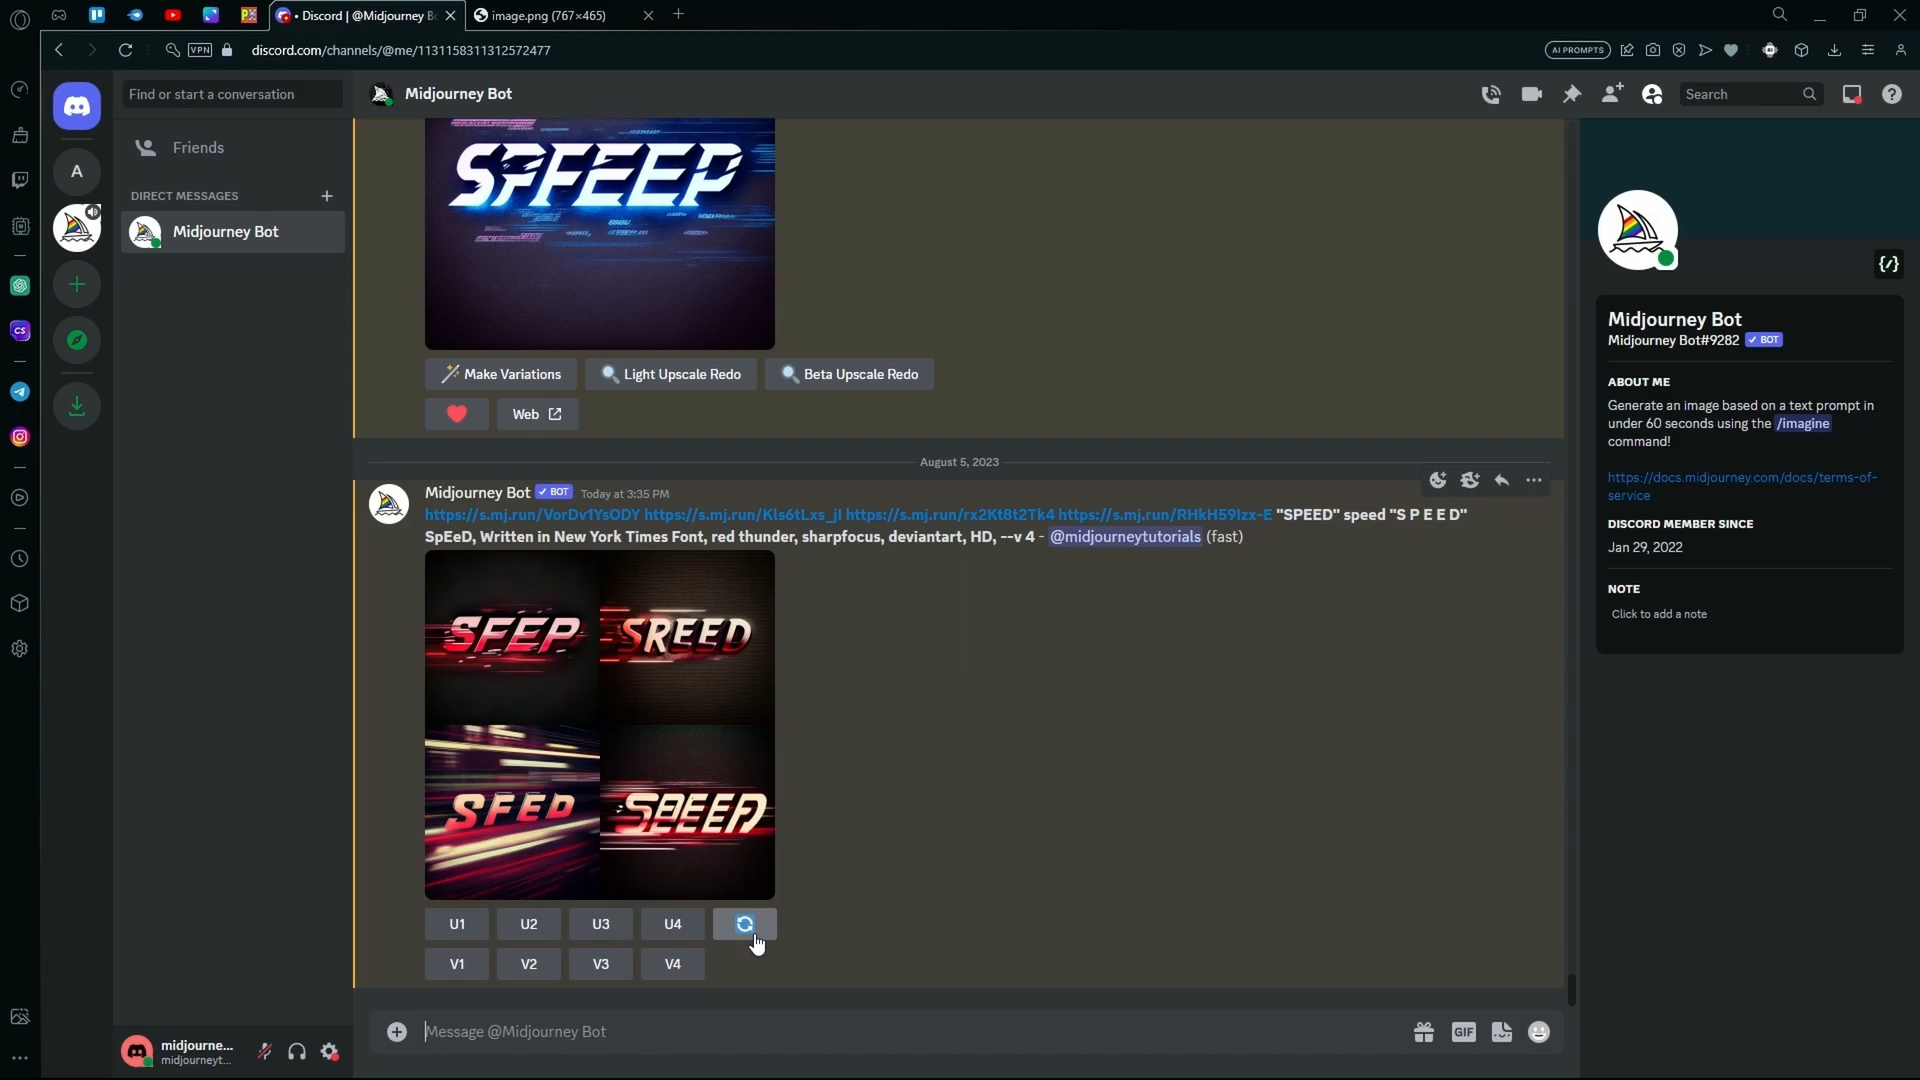 Discord | @Midjourney B
image.png (767×465)
VPN
discord.com/channels/@me/1131158311312572477
AI PROMPTS
Find or start a conversation
Midjourney Bot
Search
Friends
A
DIRECT MESSAGES
Midjourney Bot
CS
SPFEEP
Make Variations
Light Upscale Redo
Beta Upscale Redo
Web
August 5, 2023
Midjourney Bot ✓ BOT Today at 3:35 PM
https://s.mj.run/VorDv1YsODY https://s.mj.run/Kls6tLxs_jI https://s.mj.run/rx2Kt8t2Tk4 https://s.mj.run/RHkH59Izx-E "SPEED" speed "S P E E D"
SpEeD, Written in New York Times Font, red thunder, sharpfocus, deviantart, HD, --v 4 - @midjourneytutorials (fast)
SFEP
SREED
SFED
SPEED
U1
U2
U3
U4
V1
V2
V3
V4
Message @Midjourney Bot
GIF
midjourne...
midjourneyt...
Midjourney Bot
Midjourney Bot#9282 ✓ BOT
ABOUT ME
Generate an image based on a text prompt in
under 60 seconds using the /imagine
command!
https://docs.midjourney.com/docs/terms-of-
service
DISCORD MEMBER SINCE
Jan 29, 2022
NOTE
Click to add a note